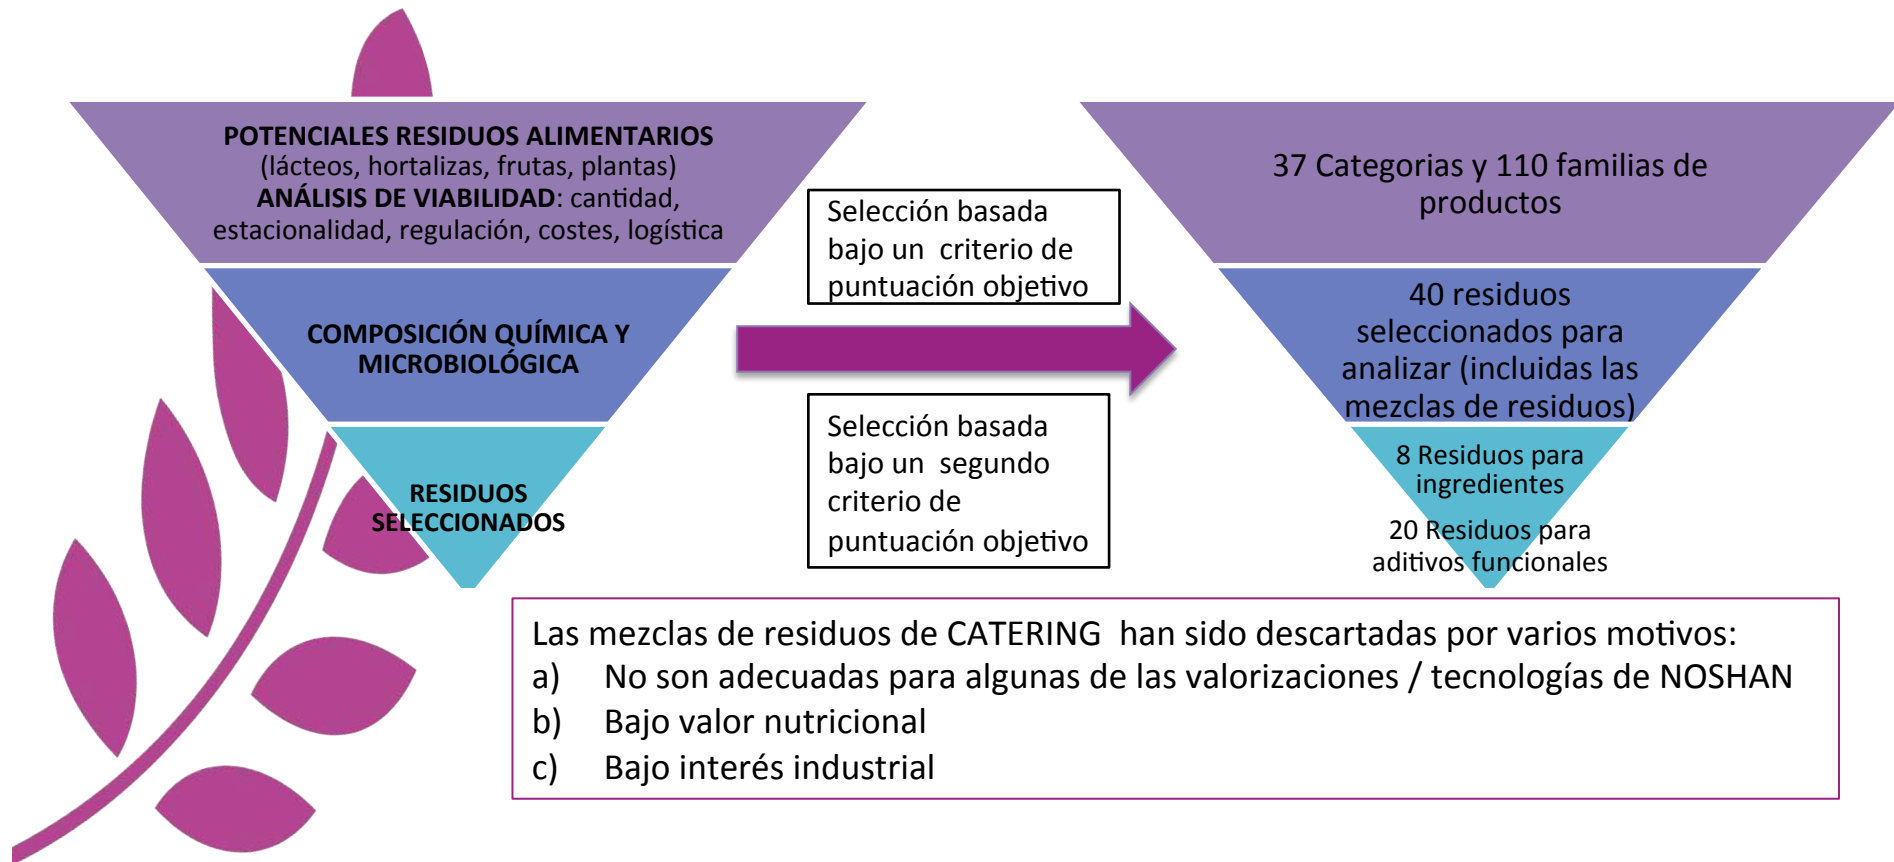 POTENCIALES RESIDUOS ALIMENTARIOS
(lácteos, hortalizas, frutas, plantas)
ANÁLISIS DE VIABILIDAD: cantidad,
estacionalidad, regulación, costes, logística
COMPOSICIÓN QUÍMICA Y
MICROBIOLÓGICA
RESIDUOS
SELECCIONADOS
Selección basada
bajo un criterio de
puntuación objetivo
Selección basada
bajo un segundo
criterio de
puntuación objetivo
37 Categorias y 110 familias de
productos
40 residuos
seleccionados para
analizar (incluidas las
mezclas de residuos)
8 Residuos para
ingredientes
20 Residuos para
aditivos funcionales
Las mezclas de residuos de CATERING han sido descartadas por varios motivos:
a) No son adecuadas para algunas de las valorizaciones / tecnologías de NOSHAN
b) Bajo valor nutricional
c) Bajo interés industrial